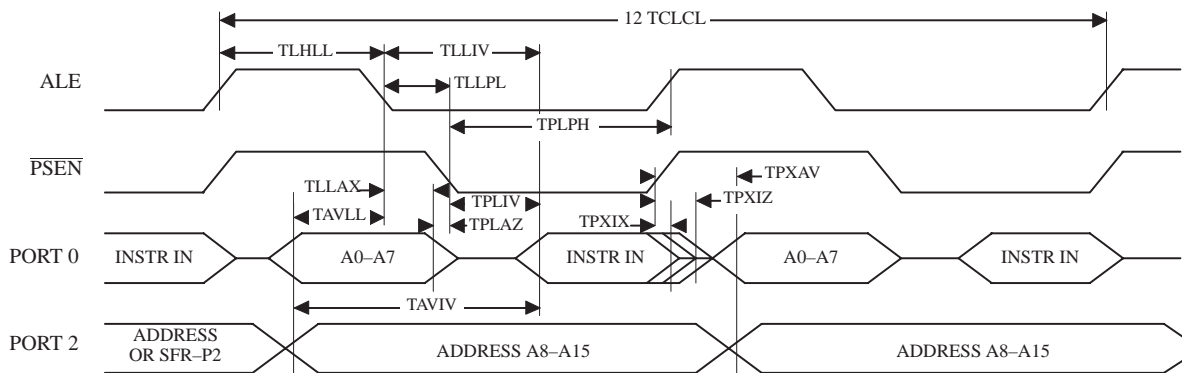 12 TCLCL
TLHLL
TLLIV
ALE
TLLPL
TPLPH
PSEN
TLLAX
TPXAV
TPLIV
TPXIZ
TAVLL
TPLAZ
TPXIX
PORT 0
INSTR IN
A0–A7
INSTR IN
A0–A7
INSTR IN
TAVIV
PORT 2
ADDRESS
OR SFR–P2
ADDRESS A8–A15
ADDRESS A8–A15